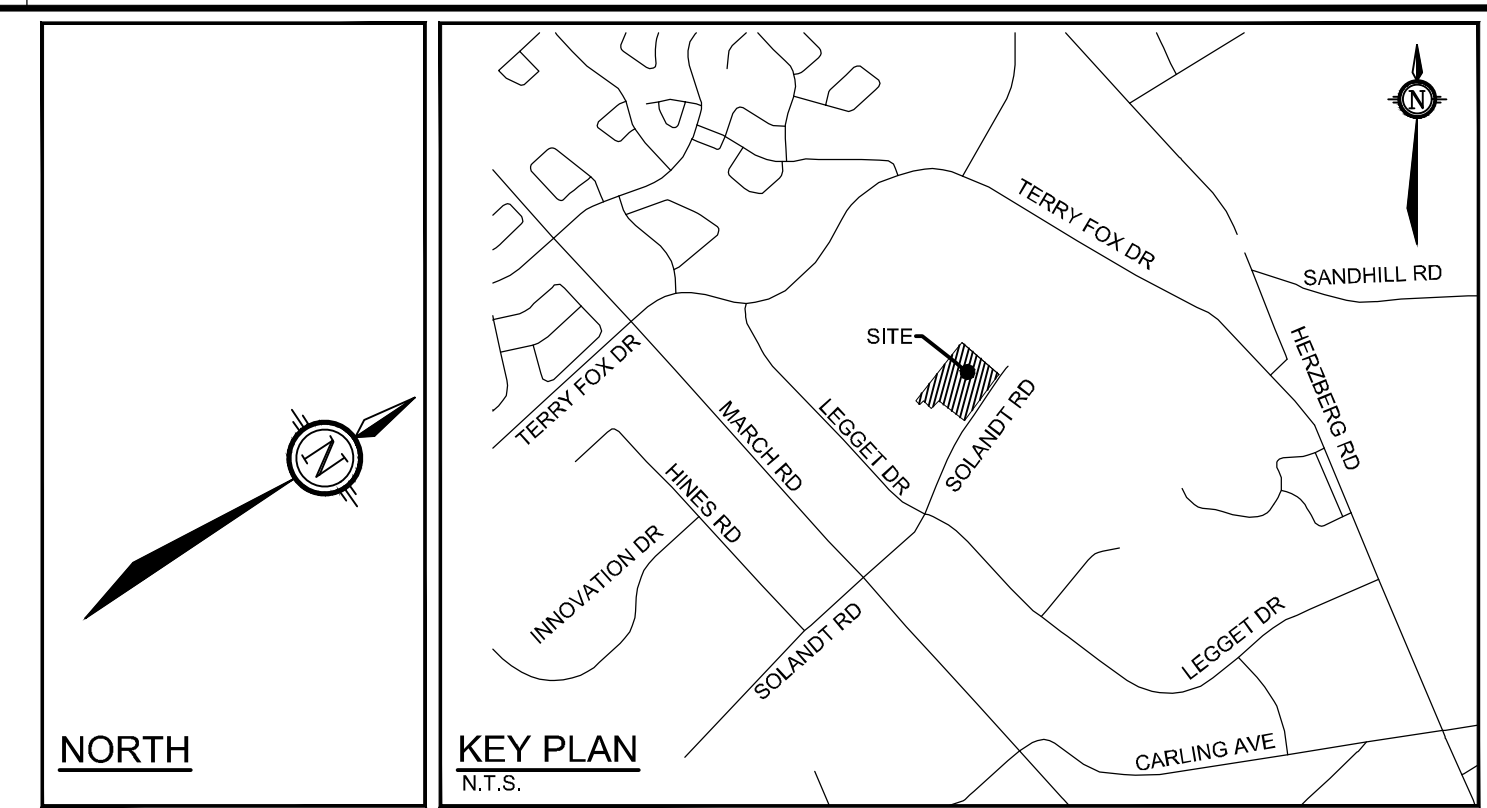 N
NORTH
N
TERRY FOX DR
SANDHILL RD
SITE
HERZBERG RD
TERRY FOX DR
MARCH RD
LEGGET DR
SOLANDT RD
HINES RD
INNOVATION DR
SOLANDT RD
LEGGET DR
CARLING AVE
KEY PLAN
N.T.S.